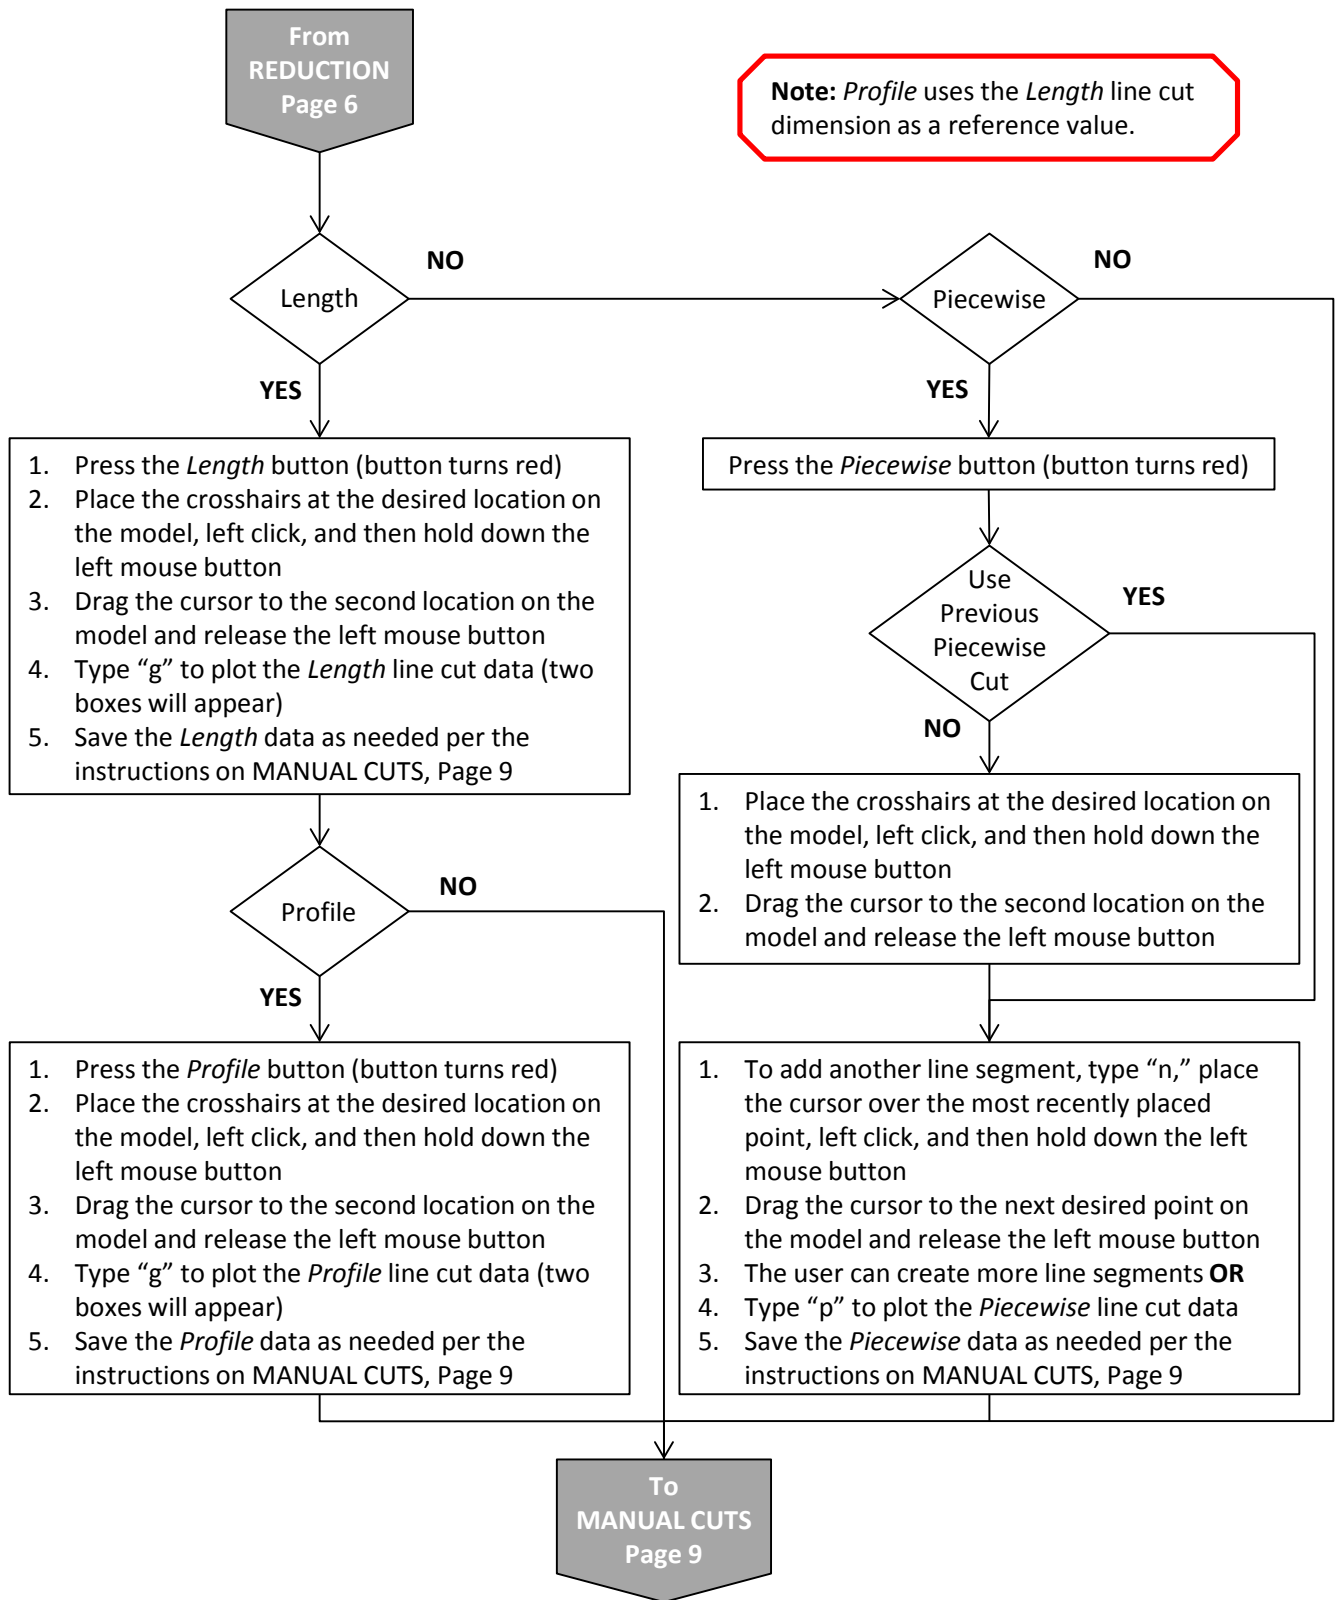 From
REDUCTION
Page 6
Note: Profile uses the Length line cut
dimension as a reference value.
Length
NO
YES
Piecewise
NO
YES
1. Press the Length button (button turns red)
2. Place the crosshairs at the desired location on
the model, left click, and then hold down the
left mouse button
3. Drag the cursor to the second location on the
model and release the left mouse button
4. Type “g” to plot the Length line cut data (two
boxes will appear)
5. Save the Length data as needed per the
instructions on MANUAL CUTS, Page 9
Press the Piecewise button (button turns red)
Use
Previous
Piecewise
Cut
YES
NO
1. Place the crosshairs at the desired location on
the model, left click, and then hold down the
left mouse button
2. Drag the cursor to the second location on the
model and release the left mouse button
Profile
NO
YES
1. Press the Profile button (button turns red)
2. Place the crosshairs at the desired location on
the model, left click, and then hold down the
left mouse button
3. Drag the cursor to the second location on the
model and release the left mouse button
4. Type “g” to plot the Profile line cut data (two
boxes will appear)
5. Save the Profile data as needed per the
instructions on MANUAL CUTS, Page 9
1. To add another line segment, type “n,” place
the cursor over the most recently placed
point, left click, and then hold down the left
mouse button
2. Drag the cursor to the next desired point on
the model and release the left mouse button
3. The user can create more line segments OR
4. Type “p” to plot the Piecewise line cut data
5. Save the Piecewise data as needed per the
instructions on MANUAL CUTS, Page 9
To
MANUAL CUTS
Page 9